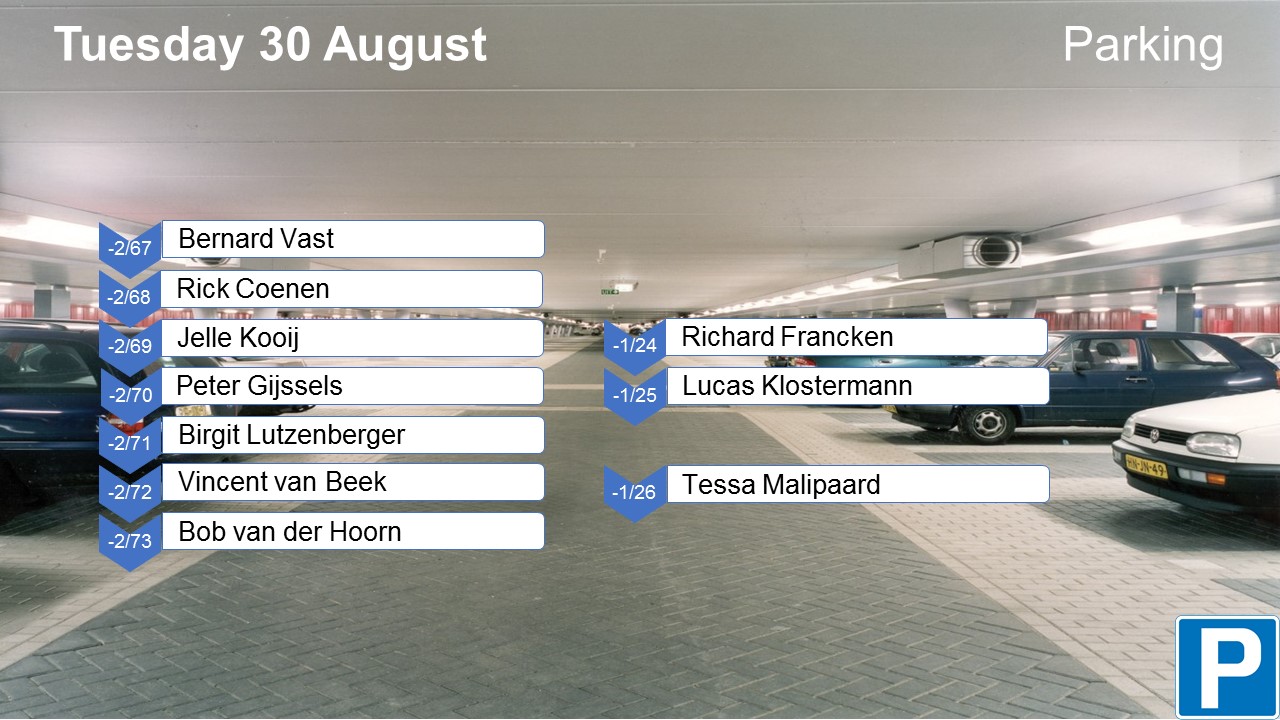 Tuesday 30 August
Parking
-2/67 Bernard Vast
-2/68 Rick Coenen
-2/69 Jelle Kooij
-2/70 Peter Gijssels
-2/71 Birgit Lutzenberger
-2/72 Vincent van Beek
-2/73 Bob van der Hoorn
-1/24 Richard Francken
-1/25 Lucas Klostermann
-1/26 Tessa Malipaard
UIT
HN-JN-49
P